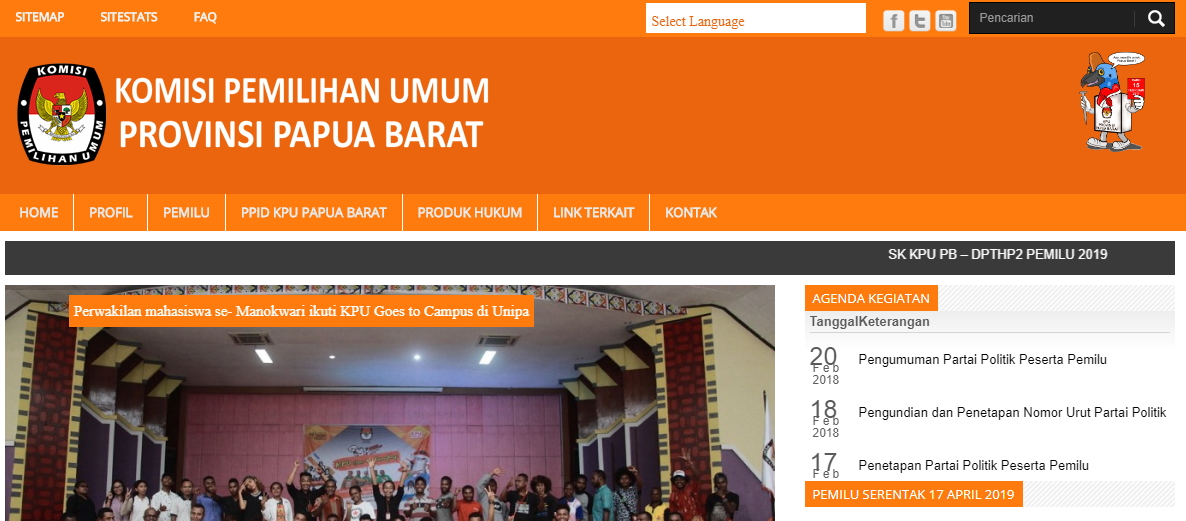 SITEMAP SITESTATS FAQ Select Language Pencarian
KOMISI PEMILIHAN UMUM
KOMISI PEMILIHAN UMUM
PROVINSI PAPUA BARAT
HOME PROFIL PEMILU PPID KPU PAPUA BARAT PRODUK HUKUM LINK TERKAIT KONTAK
SK KPU PB – DPTHP2 PEMILU 2019
Perwakilan mahasiswa se- Manokwari ikuti KPU Goes to Campus di Unipa
AGENDA KEGIATAN
TanggalKeterangan
20 Feb 2018 Pengumuman Partai Politik Peserta Pemilu
18 Feb 2018 Pengundian dan Penetapan Nomor Urut Partai Politik
17 Feb Penetapan Partai Politik Peserta Pemilu
PEMILU SERENTAK 17 APRIL 2019